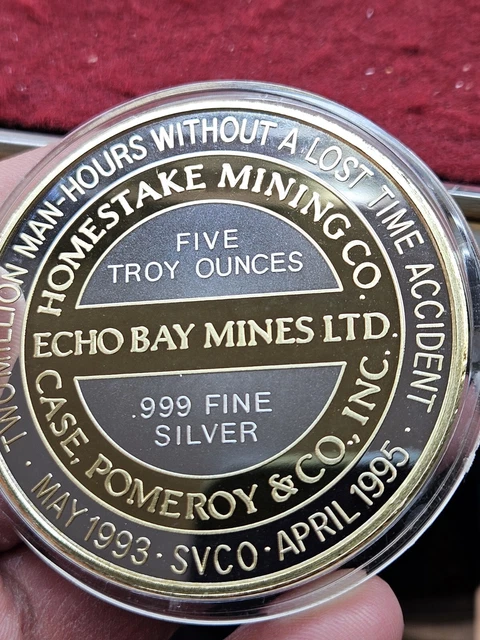 TWO MILLION MAN-HOURS WITHOUT A LOST TIME ACCIDENT
HOMESTAKE MINING CO.
FIVE
TROY OUNCES
ECHO BAY MINES LTD.
.999 FINE
SILVER
CASE, POMEROY & CO., INC.
· MAY 1993 · SVCO · APRIL 1995 ·